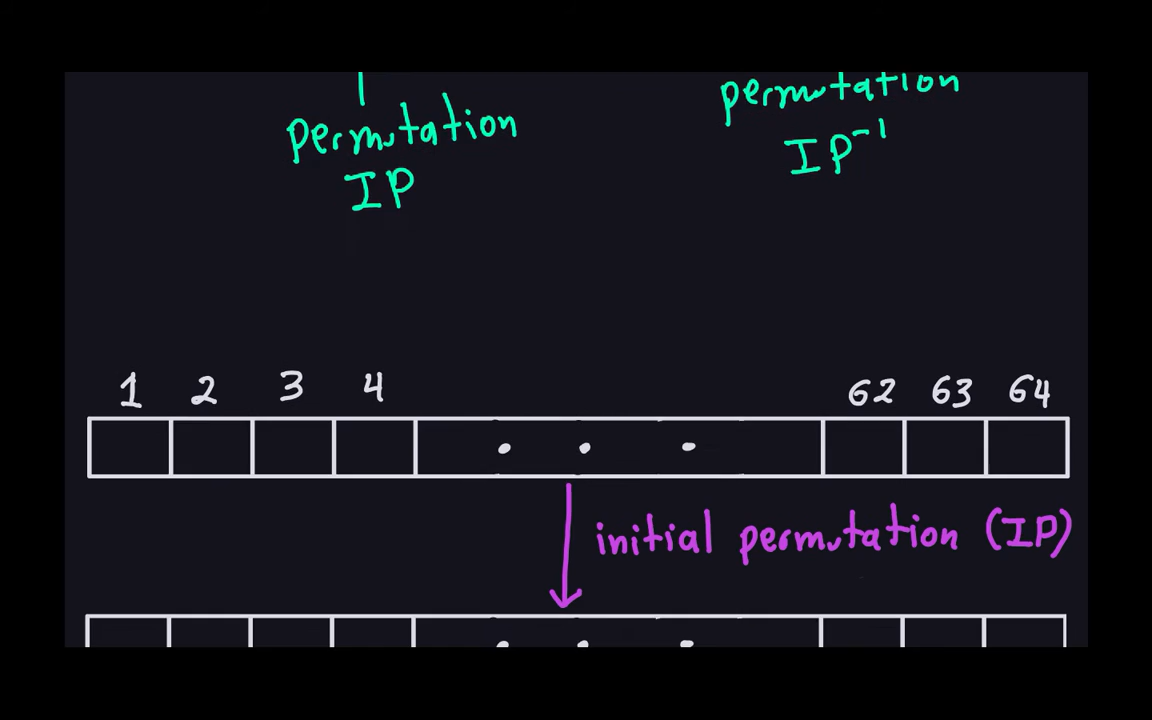 permutation
IP
permutation
IP⁻¹
1 2 3 4 62 63 64
initial permutation (IP)